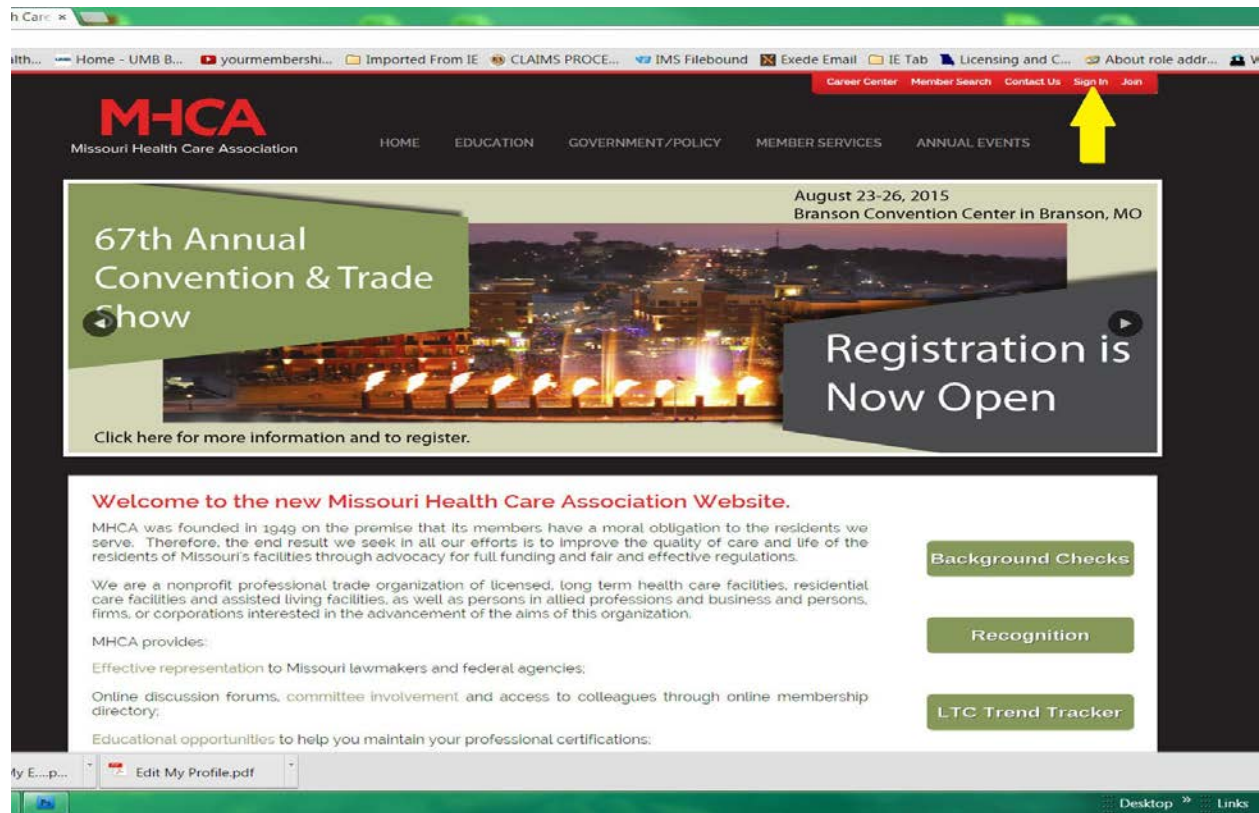 h Care ×
alth... Home - UMB B... yourmembershi... Imported From IE CLAIMS PROCE... IMS Filebound Exede Email IE Tab Licensing and C... About role addr... W
Career Center Member Search Contact Us Sign In Join
MHCA
Missouri Health Care Association
HOME EDUCATION GOVERNMENT/POLICY MEMBER SERVICES ANNUAL EVENTS
August 23-26, 2015
Branson Convention Center in Branson, MO
67th Annual
Convention & Trade
Show
Registration is
Now Open
Click here for more information and to register.
Welcome to the new Missouri Health Care Association Website.
MHCA was founded in 1949 on the premise that its members have a moral obligation to the residents we
serve. Therefore, the end result we seek in all our efforts is to improve the quality of care and life of the
residents of Missouri's facilities through advocacy for full funding and fair and effective regulations.
We are a nonprofit professional trade organization of licensed, long term health care facilities, residential
care facilities and assisted living facilities, as well as persons in allied professions and business and persons,
firms, or corporations interested in the advancement of the aims of this organization.
MHCA provides:
Effective representation to Missouri lawmakers and federal agencies;
Online discussion forums, committee involvement and access to colleagues through online membership
directory;
Educational opportunities to help you maintain your professional certifications;
Background Checks
Recognition
LTC Trend Tracker
My E....p... Edit My Profile.pdf
Desktop » Links